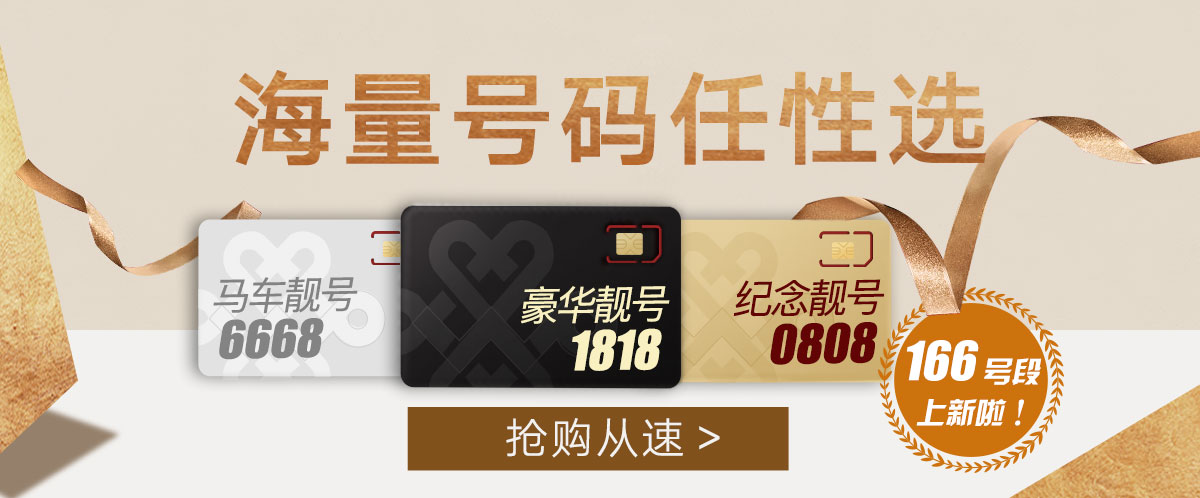 海量号码任性选
马车靓号
6668
豪华靓号
1818
纪念靓号
0808
166 号段
上新啦！
抢购从速 >